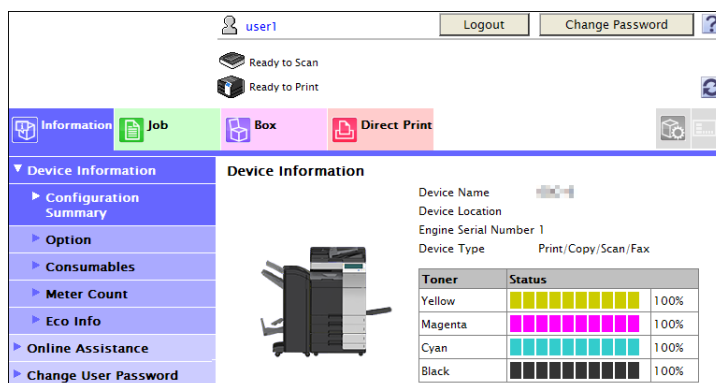 user1 Logout Change Password ?
Ready to Scan
Ready to Print
Information Job Box Direct Print
Device Information
Configuration
Summary
Option
Consumables
Meter Count
Eco Info
Online Assistance
Change User Password
Device Information
Device Name
Device Location
Engine Serial Number 1
Device Type Print/Copy/Scan/Fax
Toner Status
Yellow 100%
Magenta 100%
Cyan 100%
Black 100%